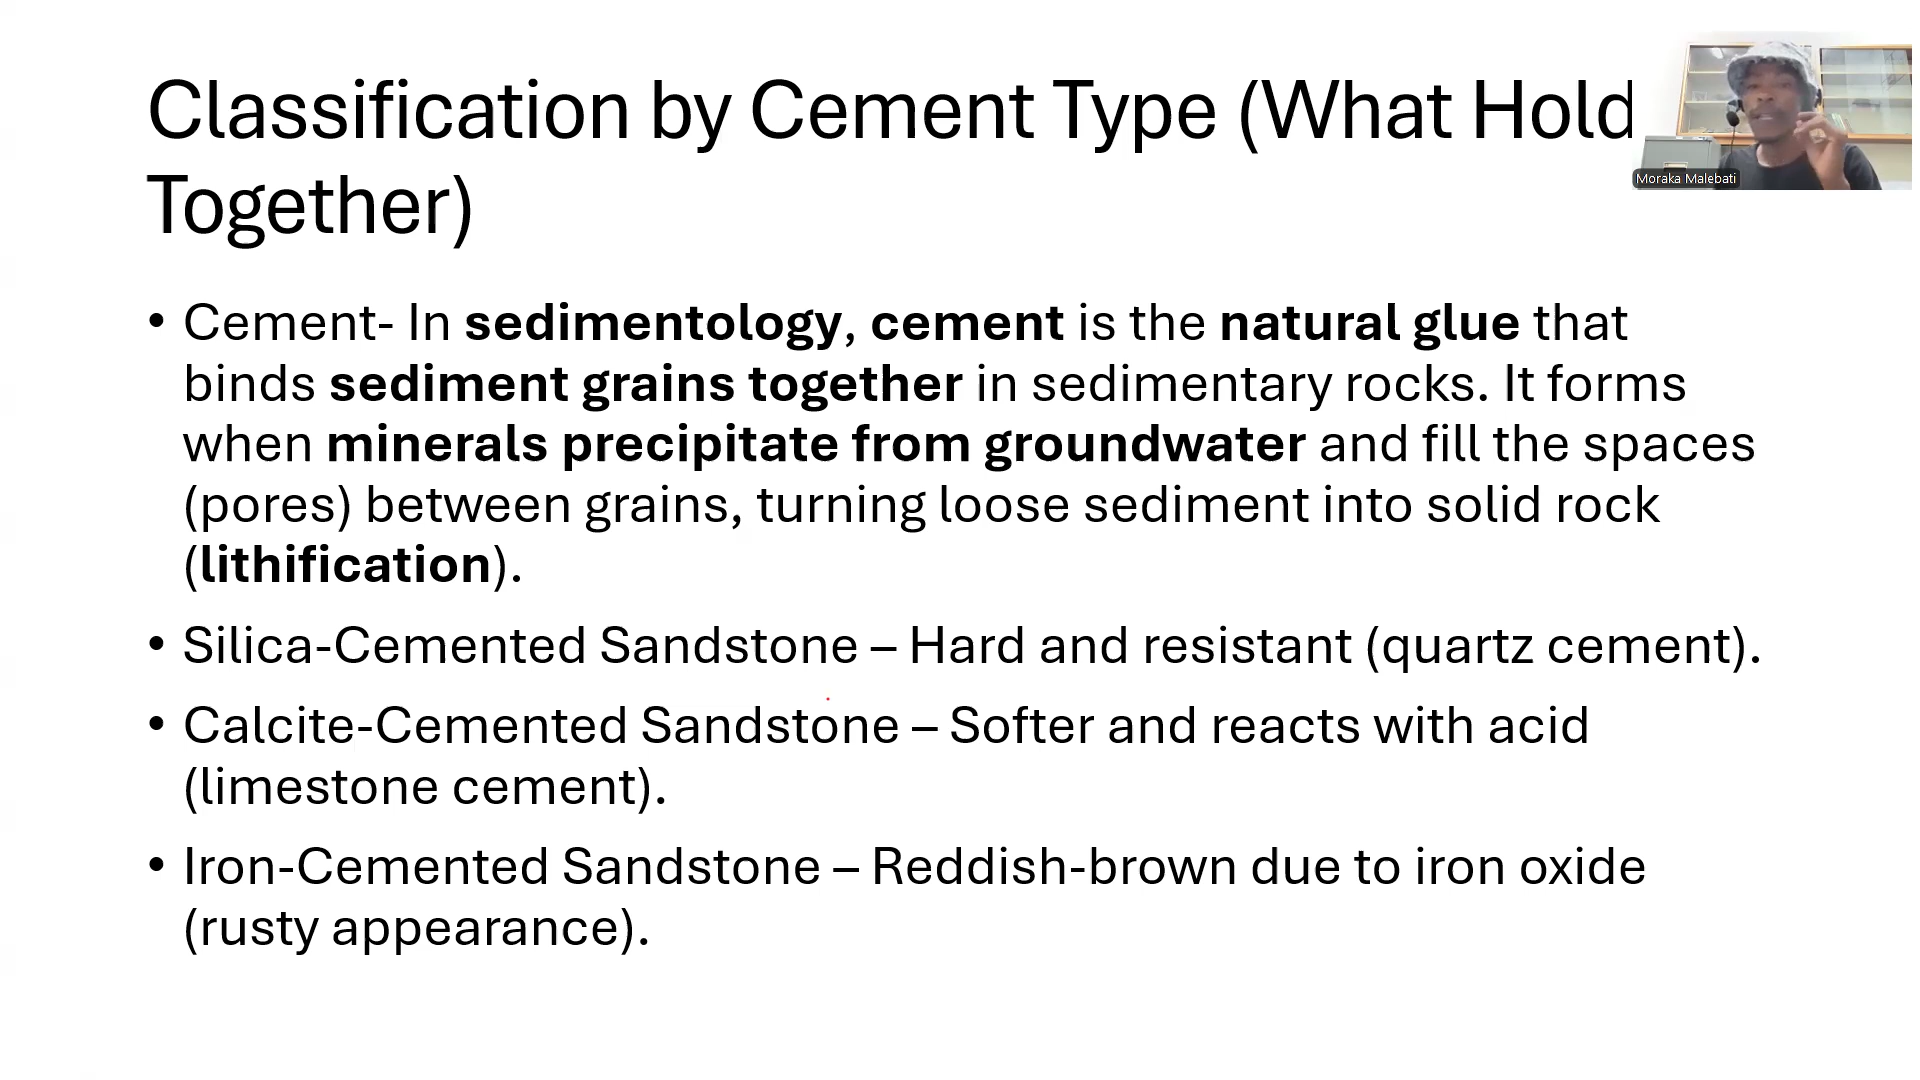 Classification by Cement Type (What Hold
Together)
• Cement- In sedimentology, cement is the natural glue that
binds sediment grains together in sedimentary rocks. It forms
when minerals precipitate from groundwater and fill the spaces
(pores) between grains, turning loose sediment into solid rock
(lithification).
• Silica-Cemented Sandstone – Hard and resistant (quartz cement).
• Calcite-Cemented Sandstone – Softer and reacts with acid
(limestone cement).
• Iron-Cemented Sandstone – Reddish-brown due to iron oxide
(rusty appearance).
Moraka Malebati